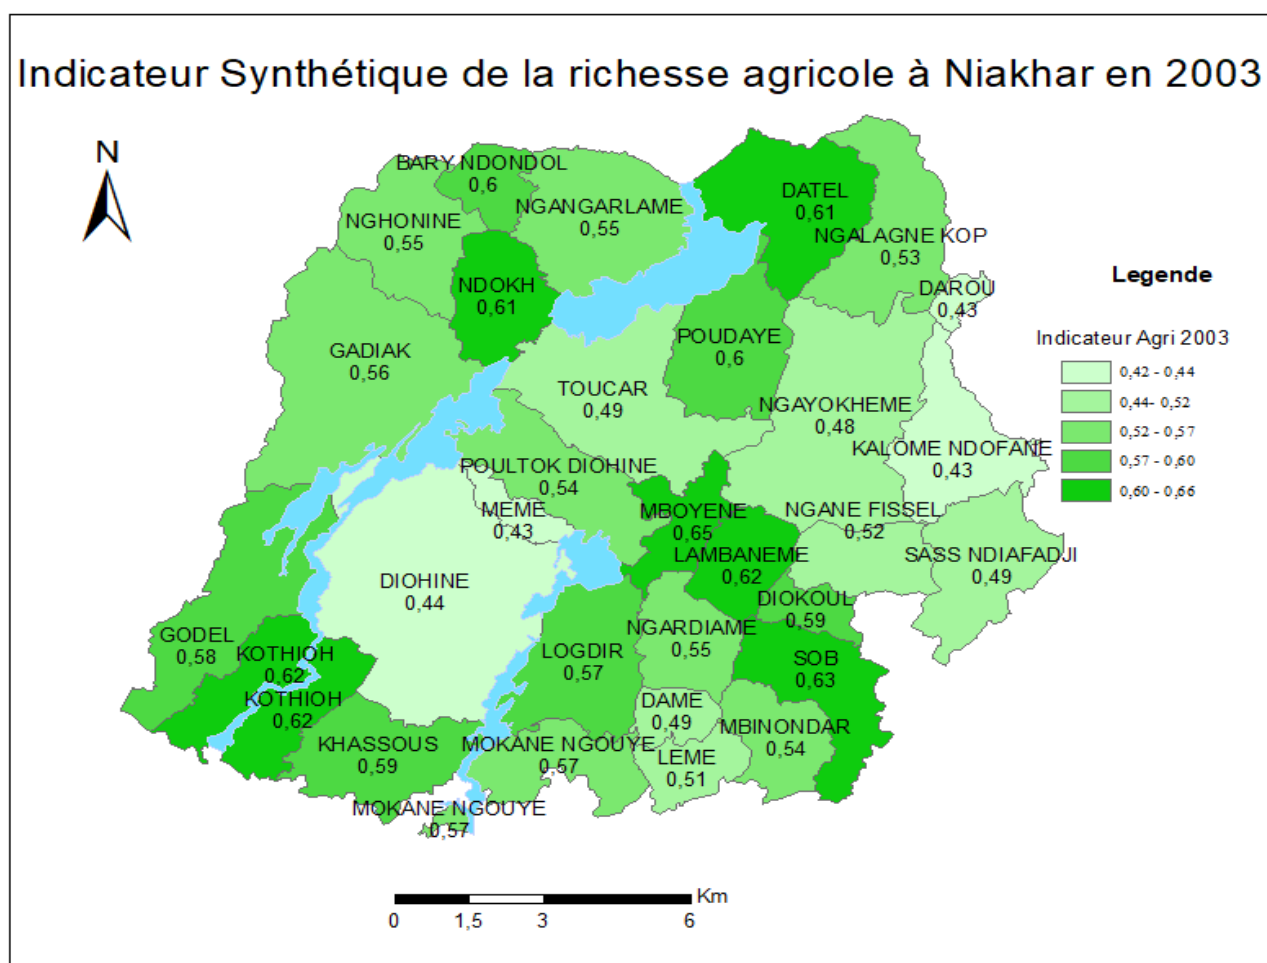 Indicateur Synthétique de la richesse agricole à Niakhar en 2003
N
BARY NDONDOL
0,6
DATEL
0,61
NGHONINE
0,55
NGANGARLAME
0,55
NGALAGNE KOP
0,53
NDOKH
0,61
DAROU
0,43
GADIAK
0,56
POUDAYE
0,6
TOUCAR
0,49
NGAYOKHEME
0,48
KALOME NDOFANE
0,43
POULTOK DIOHINE
0,54
MEME
0,43
MBOYENE
0,65
NGANE FISSEL
0,52
LAMBANEME
0,62
SASS NDIAFADJI
0,49
DIOHINE
0,44
DIOKOUL
0,59
GODEL
0,58
KOTHIOH
0,62
LOGDIR
0,57
NGARDIAME
0,55
SOB
0,63
KOTHIOH
0,62
DAME
0,49
MBINONDAR
0,54
KHASSOUS
0,59
MOKANE NGOUYE
0,57
LEME
0,51
MOKANE NGOUYE
0,57
Legende
Indicateur Agri 2003
0,42 - 0,44
0,44- 0,52
0,52 - 0,57
0,57 - 0,60
0,60 - 0,66
Km
0 1,5 3 6